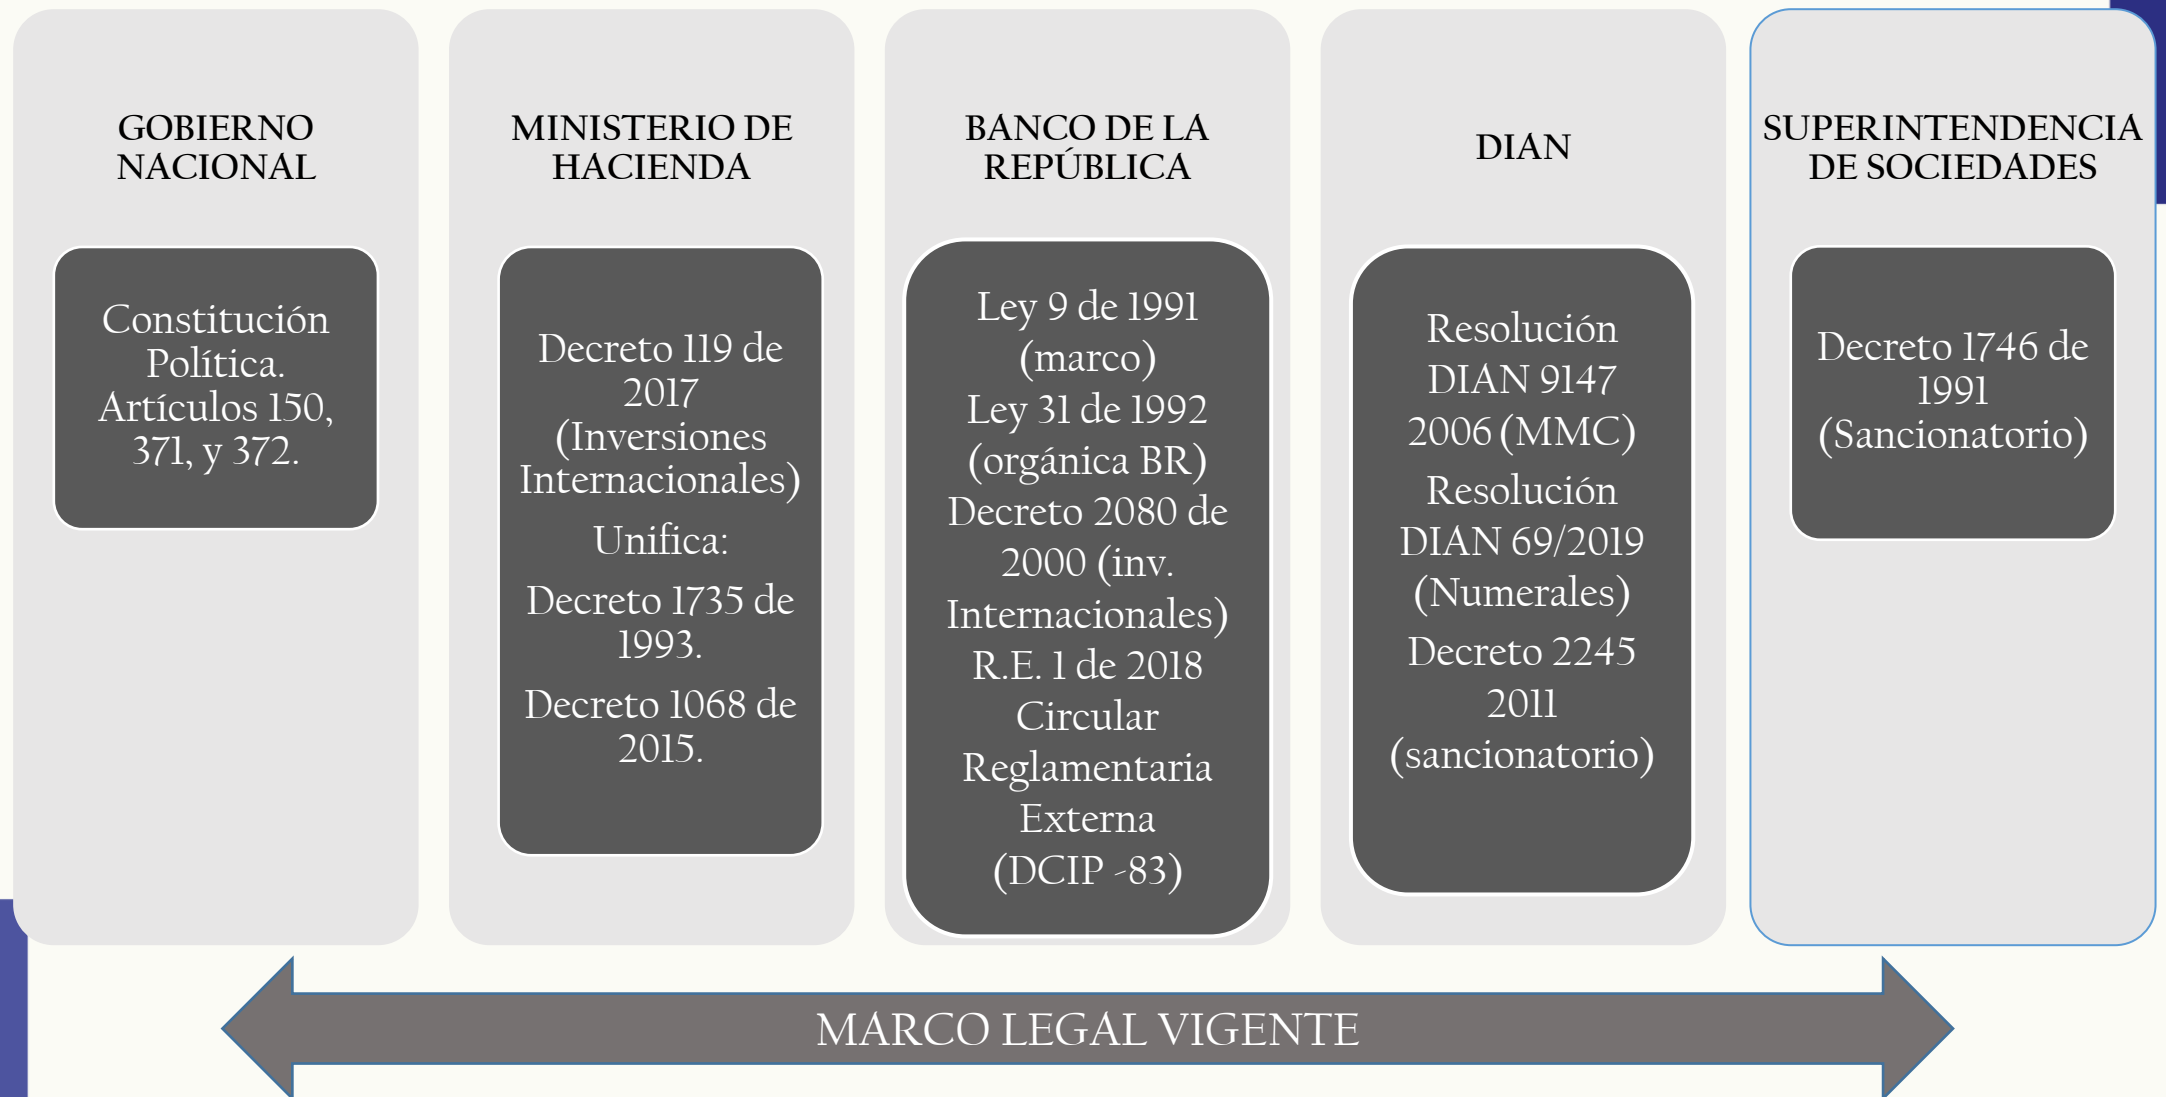 GOBIERNO
NACIONAL
Constitución
Política.
Artículos 150,
371, y 372.
MINISTERIO DE
HACIENDA
Decreto 119 de
2017
(Inversiones
Internacionales)
Unifica:
Decreto 1735 de
1993.
Decreto 1068 de
2015.
BANCO DE LA
REPÚBLICA
Ley 9 de 1991
(marco)
Ley 31 de 1992
(orgánica BR)
Decreto 2080 de
2000 (inv.
Internacionales)
R.E. 1 de 2018
Circular
Reglamentaria
Externa
(DCIP -83)
DIAN
Resolución
DIAN 9147
2006 (MMC)
Resolución
DIAN 69/2019
(Numerales)
Decreto 2245
2011
(sancionatorio)
SUPERINTENDENCIA
DE SOCIEDADES
Decreto 1746 de
1991
(Sancionatorio)
MARCO LEGAL VIGENTE